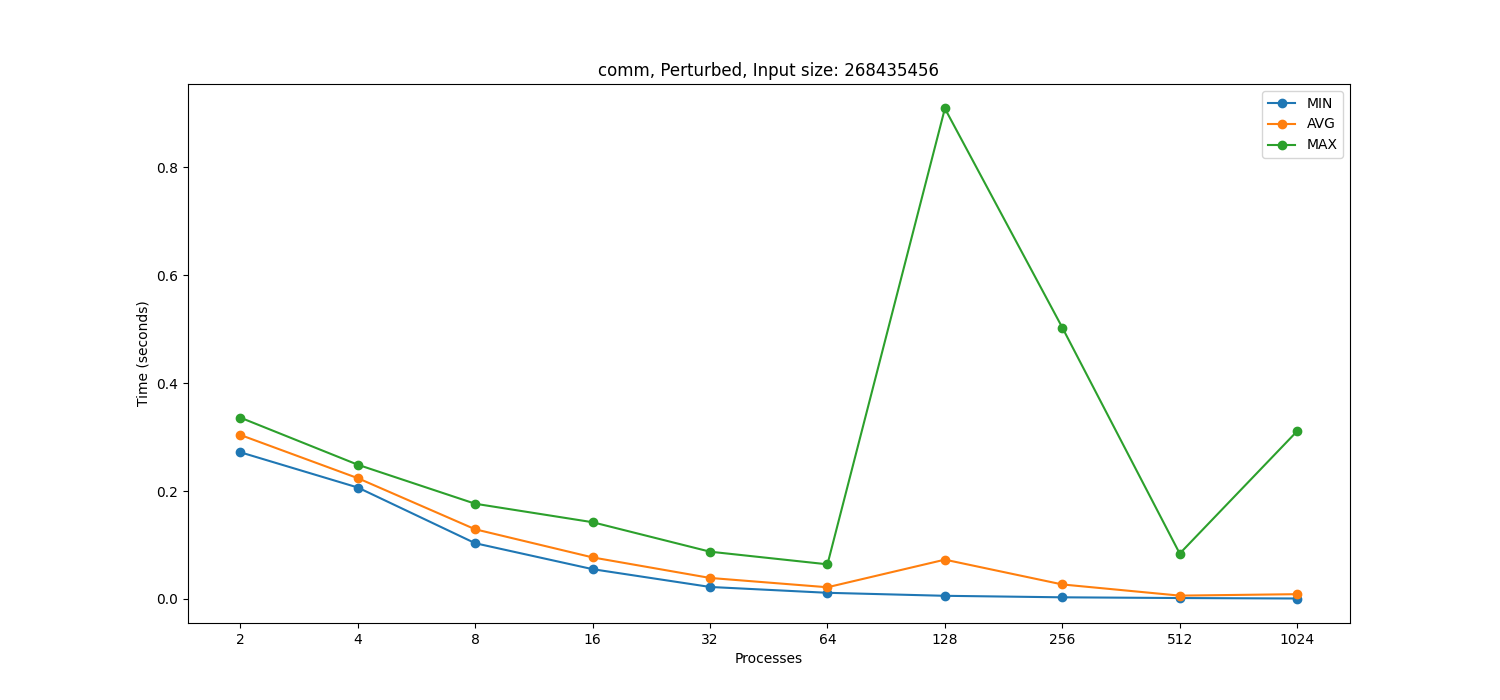 comm, Perturbed, Input size: 268435456
MIN
AVG
MAX
0.8
0.6
0.4
0.2
0.0
Time (seconds)
2 4 8 16 32 64 128 256 512 1024
Processes